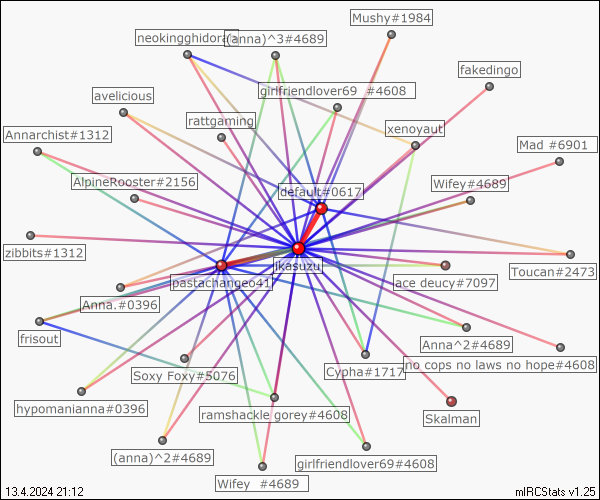 Mushy#1984
neokingghidora
(anna)^3#4689
fakedingo
girlfriendlover69 #4608
avelicious
rattgaming
xenoyaut
Annarchist#1312
Mad #6901
AlpineRooster#2156
default#0617
Wifey#4689
zibbits#1312
jkasuzu
Toucan#2473
pastachangeo41
ace deucy#7097
Anna.#0396
frisout
Anna^2#4689
no cops no laws no hope#4608
Soxy Foxy#5076
Cypha#1717
hypomanianna#0396
ramshackle gorey#4608
Skalman
(anna)^2#4689
girlfriendlover69#4608
Wifey #4689
13.4.2024 21:12
mIRCStats v1.25